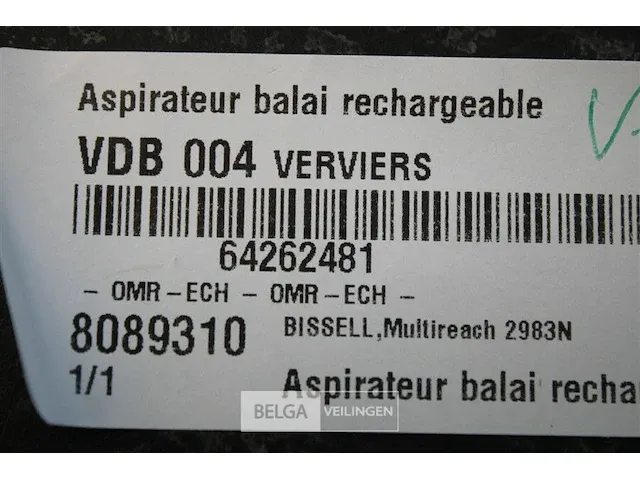 Aspirateur balai rechargeable
VDB 004 VERVIERS
64262481
- OMR-ECH - OMR-ECH -
8089310 BISSELL,Multireach 2983N
1/1 Aspirateur balai recha
BELGA VEILINGEN